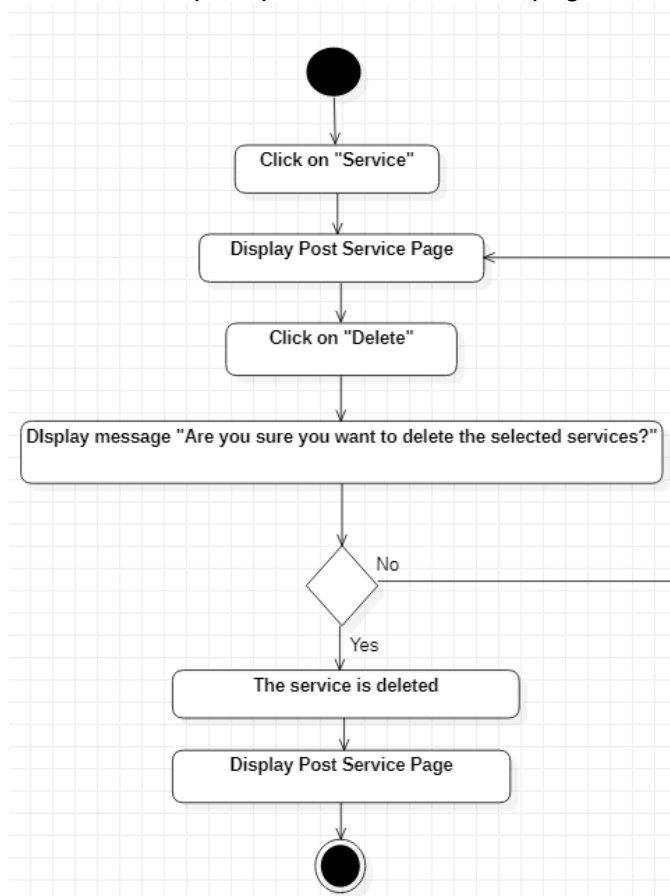 Click on "Service"
Display Post Service Page
Click on "Delete"
DIsplay message "Are you sure you want to delete the selected services?"
No
Yes
The service is deleted
Display Post Service Page